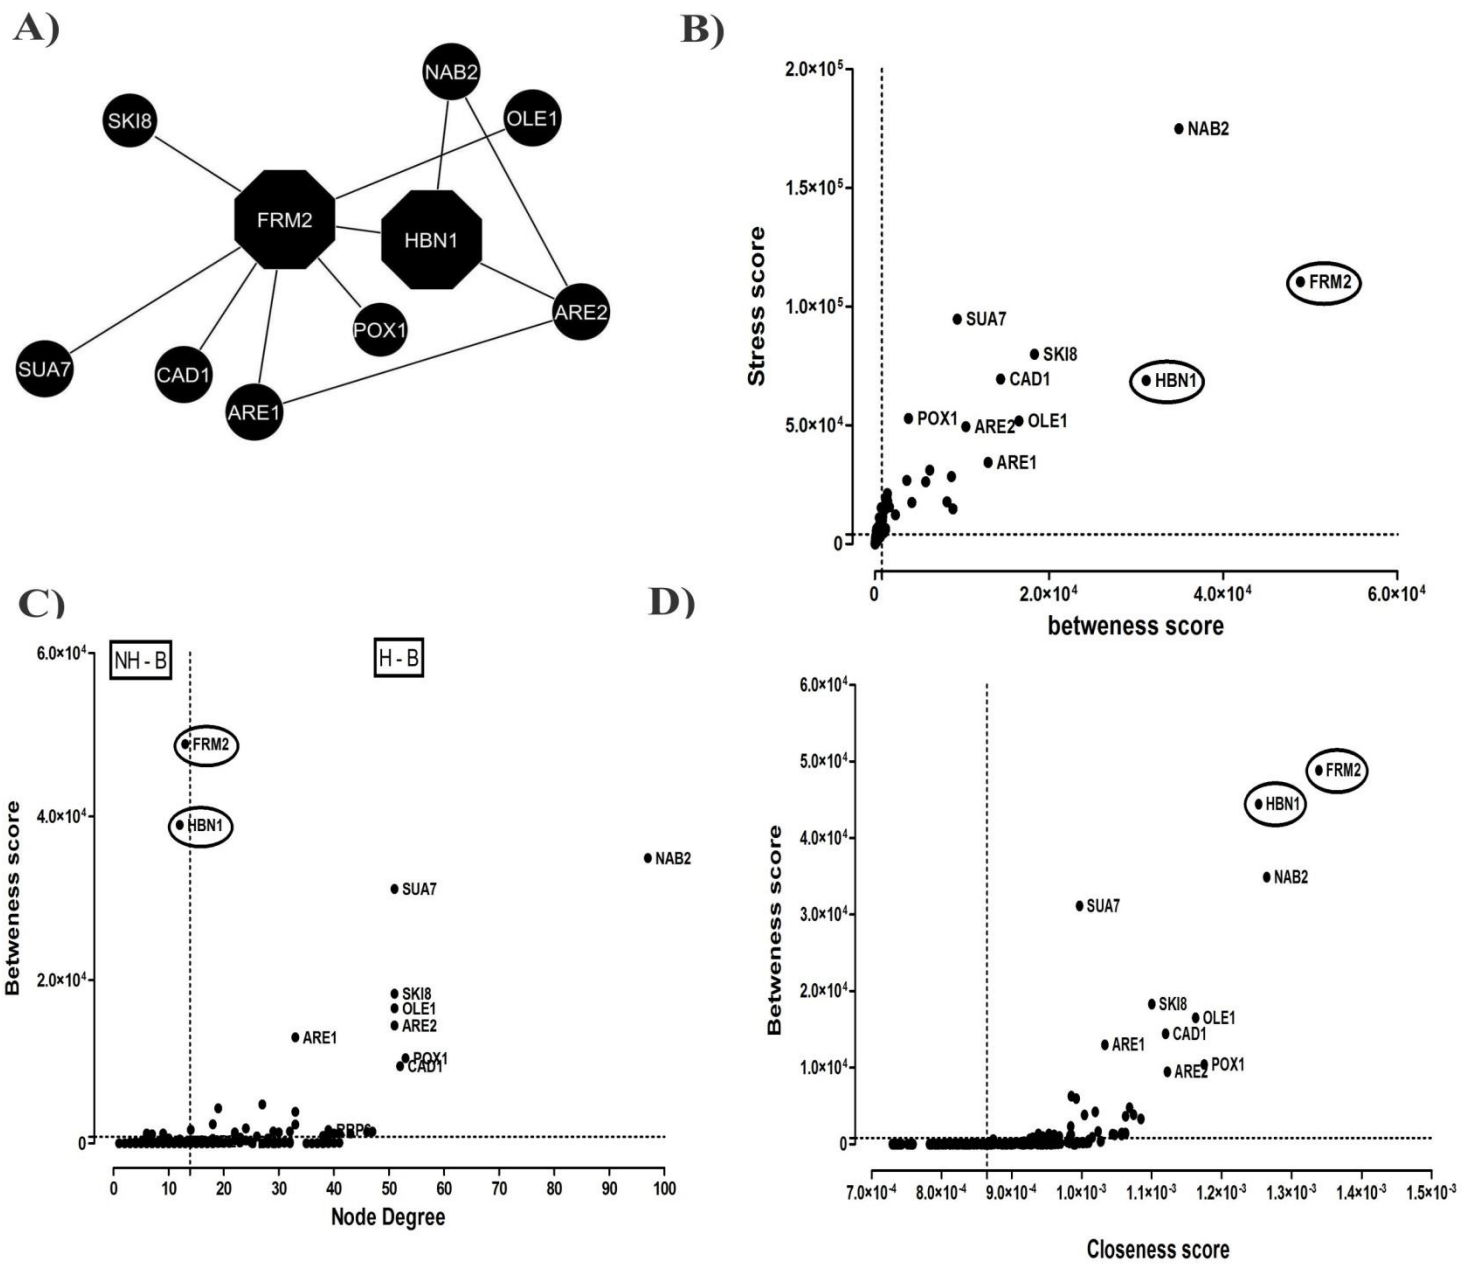 A)
NAB2
OLE1
SKI8
FRM2
HBN1
ARE2
POX1
SUA7
CAD1
ARE1
B)
2.0×10⁵
1.5×10⁵
1.0×10⁵
5.0×10⁴
0
Stress score
NAB2
FRM2
SUA7
SKI8
CAD1
HBN1
POX1
ARE2
OLE1
ARE1
0
2.0×10⁴
4.0×10⁴
6.0×10⁴
betweness score
C)
NH - B
H - B
6.0×10⁴
4.0×10⁴
2.0×10⁴
0
Betweness score
FRM2
HBN1
NAB2
SUA7
SKI8
OLE1
ARE2
ARE1
POX1
CAD1
0 10 20 30 40 50 60 70 80 90 100
Node Degree
D)
6.0×10⁴
5.0×10⁴
4.0×10⁴
3.0×10⁴
2.0×10⁴
1.0×10⁴
0
Betweness score
FRM2
HBN1
NAB2
SUA7
SKI8
OLE1
CAD1
ARE1
POX1
ARE2
7.0×10⁻⁴ 8.0×10⁻⁴ 9.0×10⁻⁴ 1.0×10⁻³ 1.1×10⁻³ 1.2×10⁻³ 1.3×10⁻³ 1.4×10⁻³ 1.5×10⁻³
Closeness score